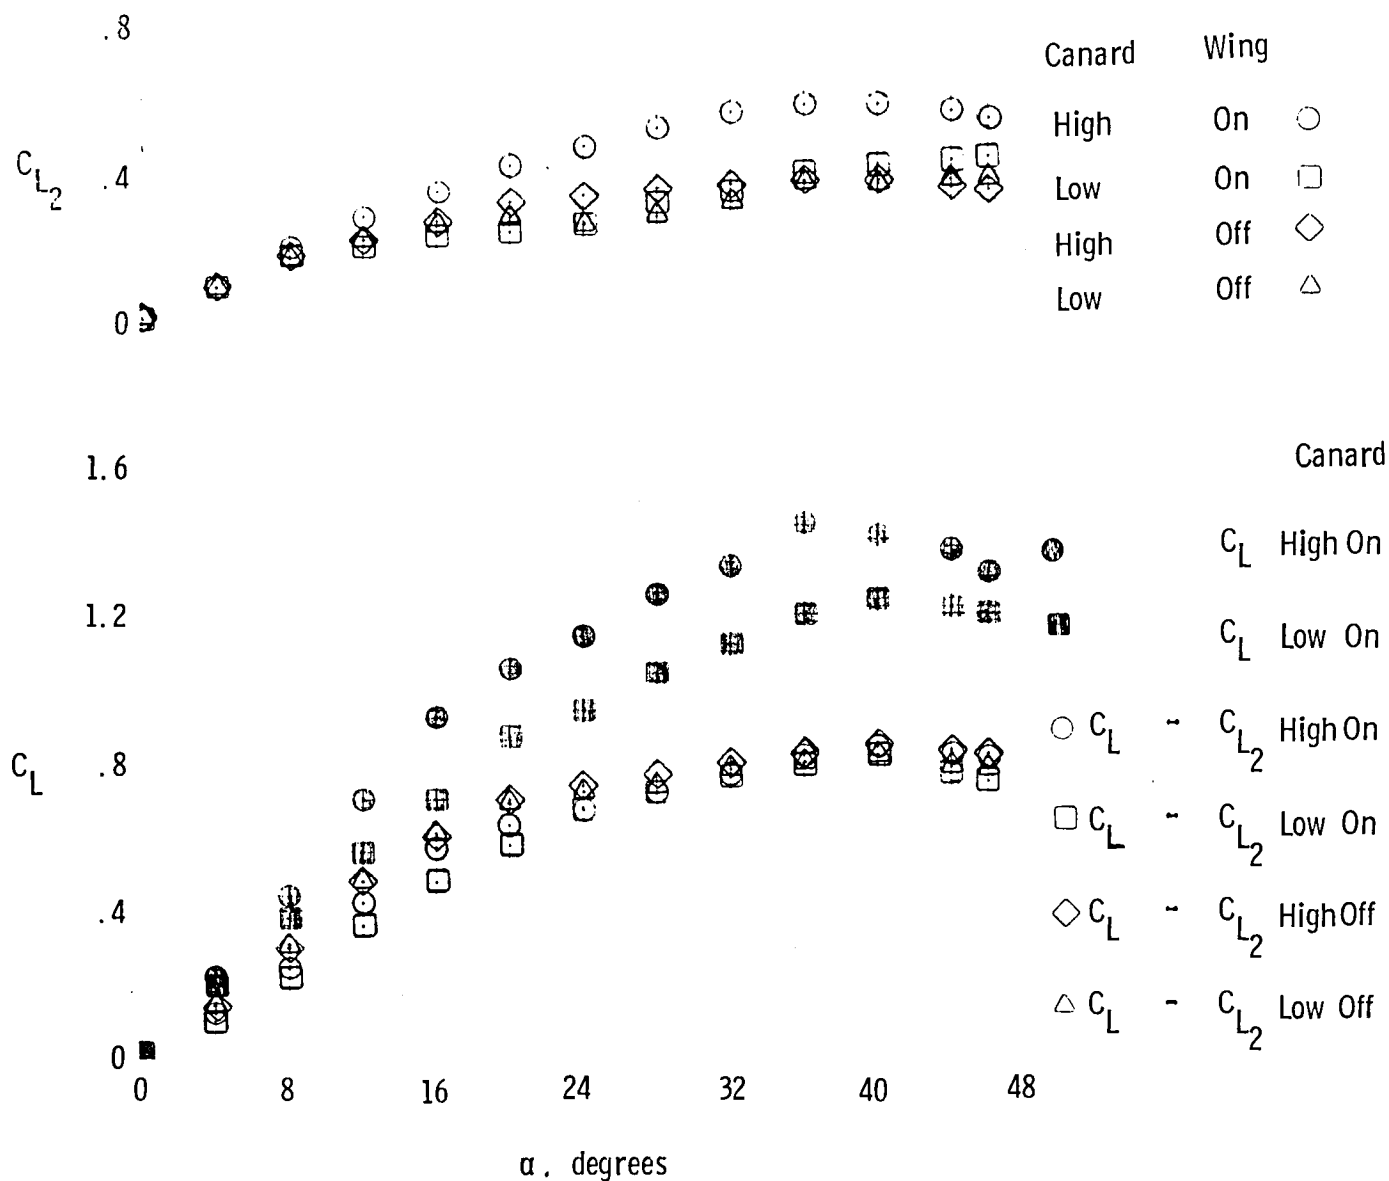 .8
Canard Wing
High On
C_L2 .4
Low On
High Off
Low Off
0
1.6
Canard
C_L High On
1.2
C_L Low On
C_L - C_L2 High On
C_L .8
C_L - C_L2 Low On
.4
C_L - C_L2 High Off
C_L - C_L2 Low Off
0
0 8 16 24 32 40 48
α, degrees